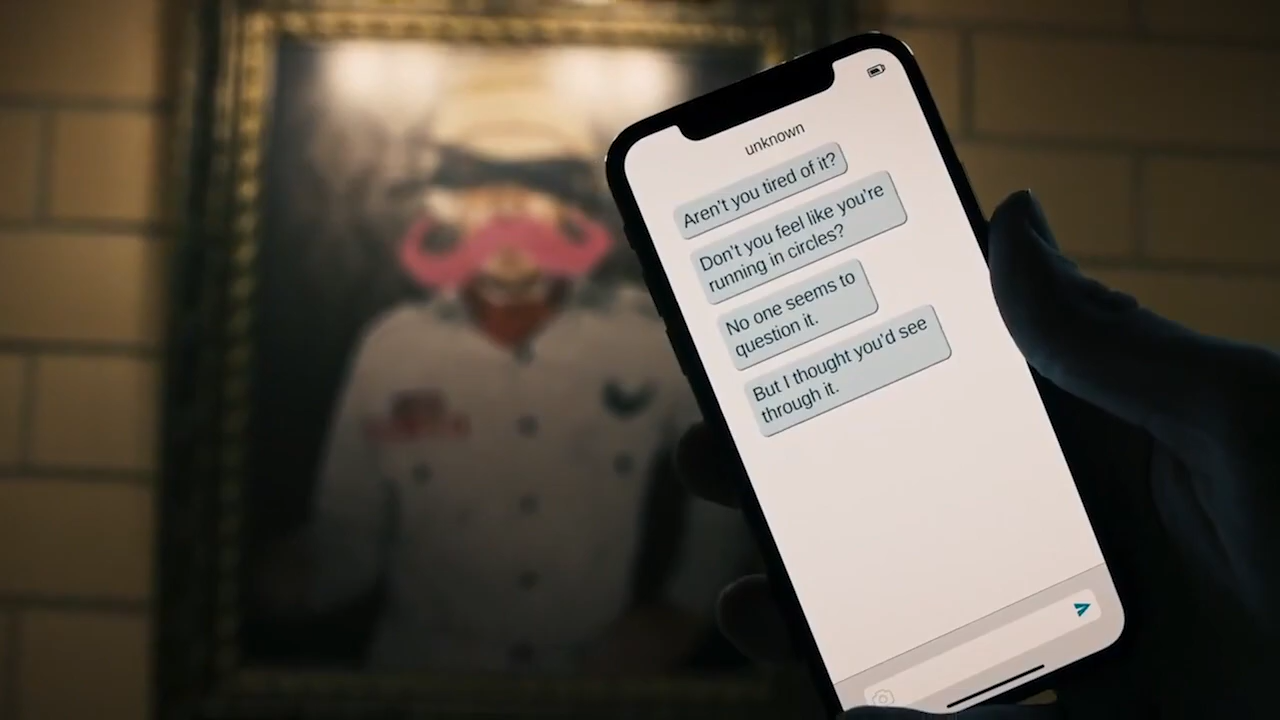 unknown
Aren't you tired of it?
Don't you feel like you're
running in circles?
No one seems to
question it.
But I thought you'd see
through it.